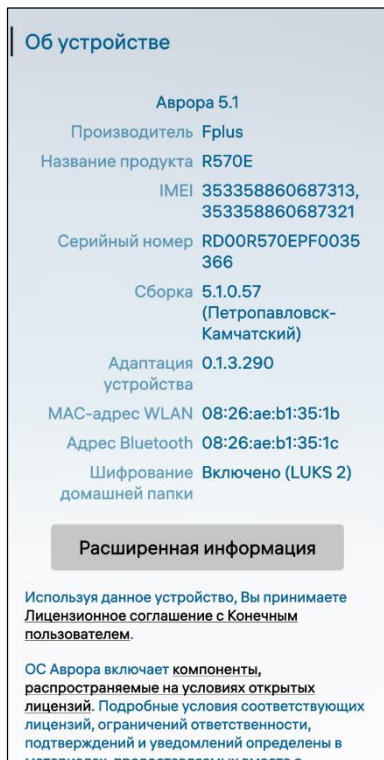 Об устройстве
Аврора 5.1
Производитель Fplus
Название продукта R570E
IMEI 353358860687313,
353358860687321
Серийный номер RD00R570EPF0035
366
Сборка 5.1.0.57
(Петропавловск-
Камчатский)
Адаптация 0.1.3.290
устройства
MAC-адрес WLAN 08:26:ae:b1:35:1b
Адрес Bluetooth 08:26:ae:b1:35:1c
Шифрование Включено (LUKS 2)
домашней папки
Расширенная информация
Используя данное устройство, Вы принимаете
Лицензионное соглашение с Конечным
пользователем.
ОС Аврора включает компоненты,
распространяемые на условиях открытых
лицензий. Подробные условия соответствующих
лицензий, ограничений ответственности,
подтверждений и уведомлений определены в